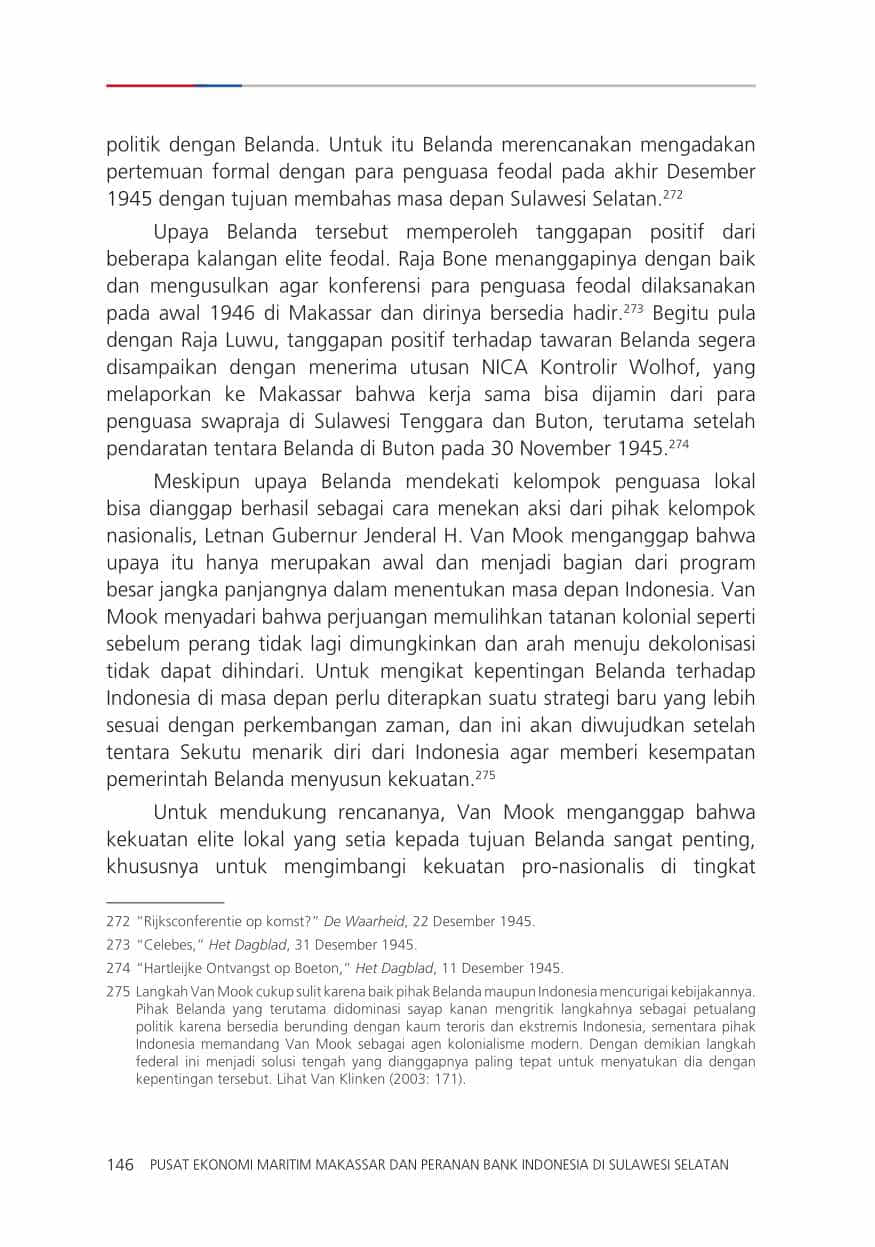 politik dengan Belanda. Untuk itu Belanda merencanakan mengadakan
pertemuan formal dengan para penguasa feodal pada akhir Desember
1945 dengan tujuan membahas masa depan Sulawesi Selatan.272
Upaya Belanda tersebut memperoleh tanggapan positif dari
beberapa kalangan elite feodal. Raja Bone menanggapinya dengan baik
dan mengusulkan agar konferensi para penguasa feodal dilaksanakan
pada awal 1946 di Makassar dan dirinya bersedia hadir.273 Begitu pula
dengan Raja Luwu, tanggapan positif terhadap tawaran Belanda segera
disampaikan dengan menerima utusan NICA Kontrolir Wolhof, yang
melaporkan ke Makassar bahwa kerja sama bisa dijamin dari para
penguasa swapraja di Sulawesi Tenggara dan Buton, terutama setelah
pendaratan tentara Belanda di Buton pada 30 November 1945.274
Meskipun upaya Belanda mendekati kelompok penguasa lokal
bisa dianggap berhasil sebagai cara menekan aksi dari pihak kelompok
nasionalis, Letnan Gubernur Jenderal H. Van Mook menganggap bahwa
upaya itu hanya merupakan awal dan menjadi bagian dari program
besar jangka panjangnya dalam menentukan masa depan Indonesia. Van
Mook menyadari bahwa perjuangan memulihkan tatanan kolonial seperti
sebelum perang tidak lagi dimungkinkan dan arah menuju dekolonisasi
tidak dapat dihindari. Untuk mengikat kepentingan Belanda terhadap
Indonesia di masa depan perlu diterapkan suatu strategi baru yang lebih
sesuai dengan perkembangan zaman, dan ini akan diwujudkan setelah
tentara Sekutu menarik diri dari Indonesia agar memberi kesempatan
pemerintah Belanda menyusun kekuatan.275
Untuk mendukung rencananya, Van Mook menganggap bahwa
kekuatan elite lokal yang setia kepada tujuan Belanda sangat penting,
khususnya untuk mengimbangi kekuatan pro-nasionalis di tingkat
272 "Rijksconferentie op komst?" De Waarheid, 22 Desember 1945.
273 "Celebes," Het Dagblad, 31 Desember 1945.
274 "Hartleijke Ontvangst op Boeton," Het Dagblad, 11 Desember 1945.
275 Langkah Van Mook cukup sulit karena baik pihak Belanda maupun Indonesia mencurigai kebijakannya.
Pihak Belanda yang terutama didominasi sayap kanan mengritik langkahnya sebagai petualang
politik karena bersedia berunding dengan kaum teroris dan ekstremis Indonesia, sementara pihak
Indonesia memandang Van Mook sebagai agen kolonialisme modern. Dengan demikian langkah
federal ini menjadi solusi tengah yang dianggapnya paling tepat untuk menyatukan dia dengan
kepentingan tersebut. Lihat Van Klinken (2003: 171).
146 PUSAT EKONOMI MARITIM MAKASSAR DAN PERANAN BANK INDONESIA DI SULAWESI SELATAN